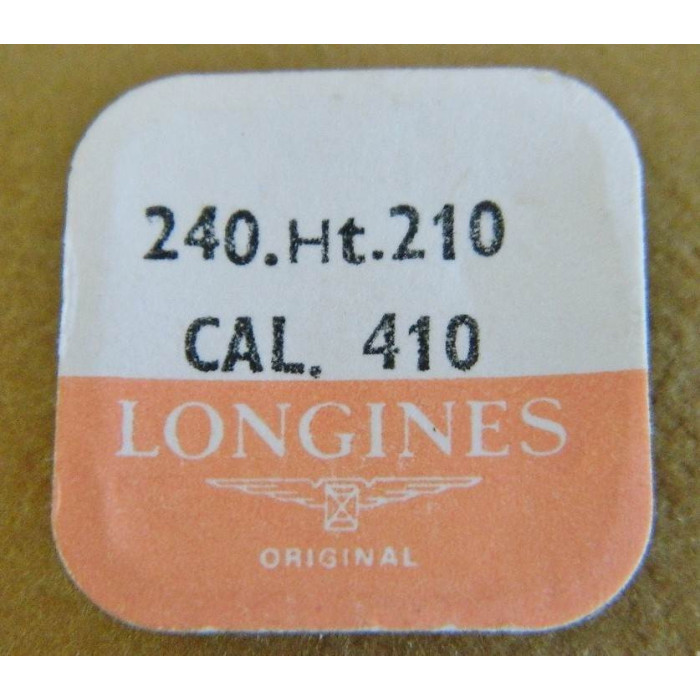 240.Ht.210
CAL. 410
LONGINES
ORIGINAL